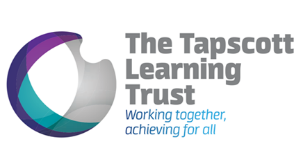 The Tapscott
Learning
Trust
Working together,
achieving for all